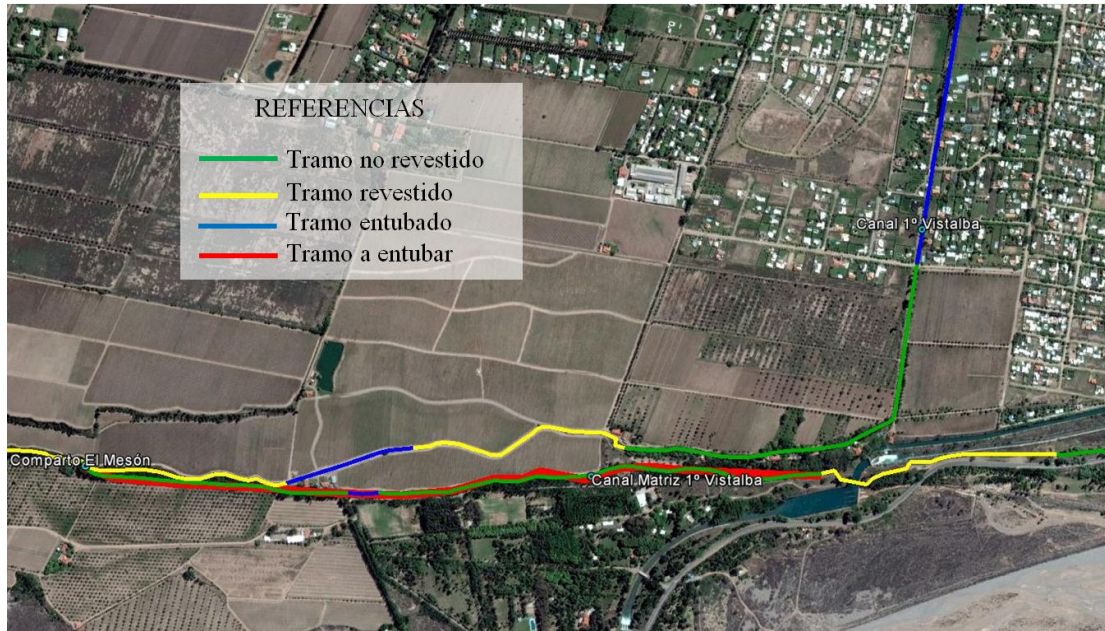 REFERENCIAS
Tramo no revestido
Tramo revestido
Tramo entubado
Tramo a entubar
Canal 1º Vistalba
Comparto El Mesón
Canal Matriz 1º Vistalba